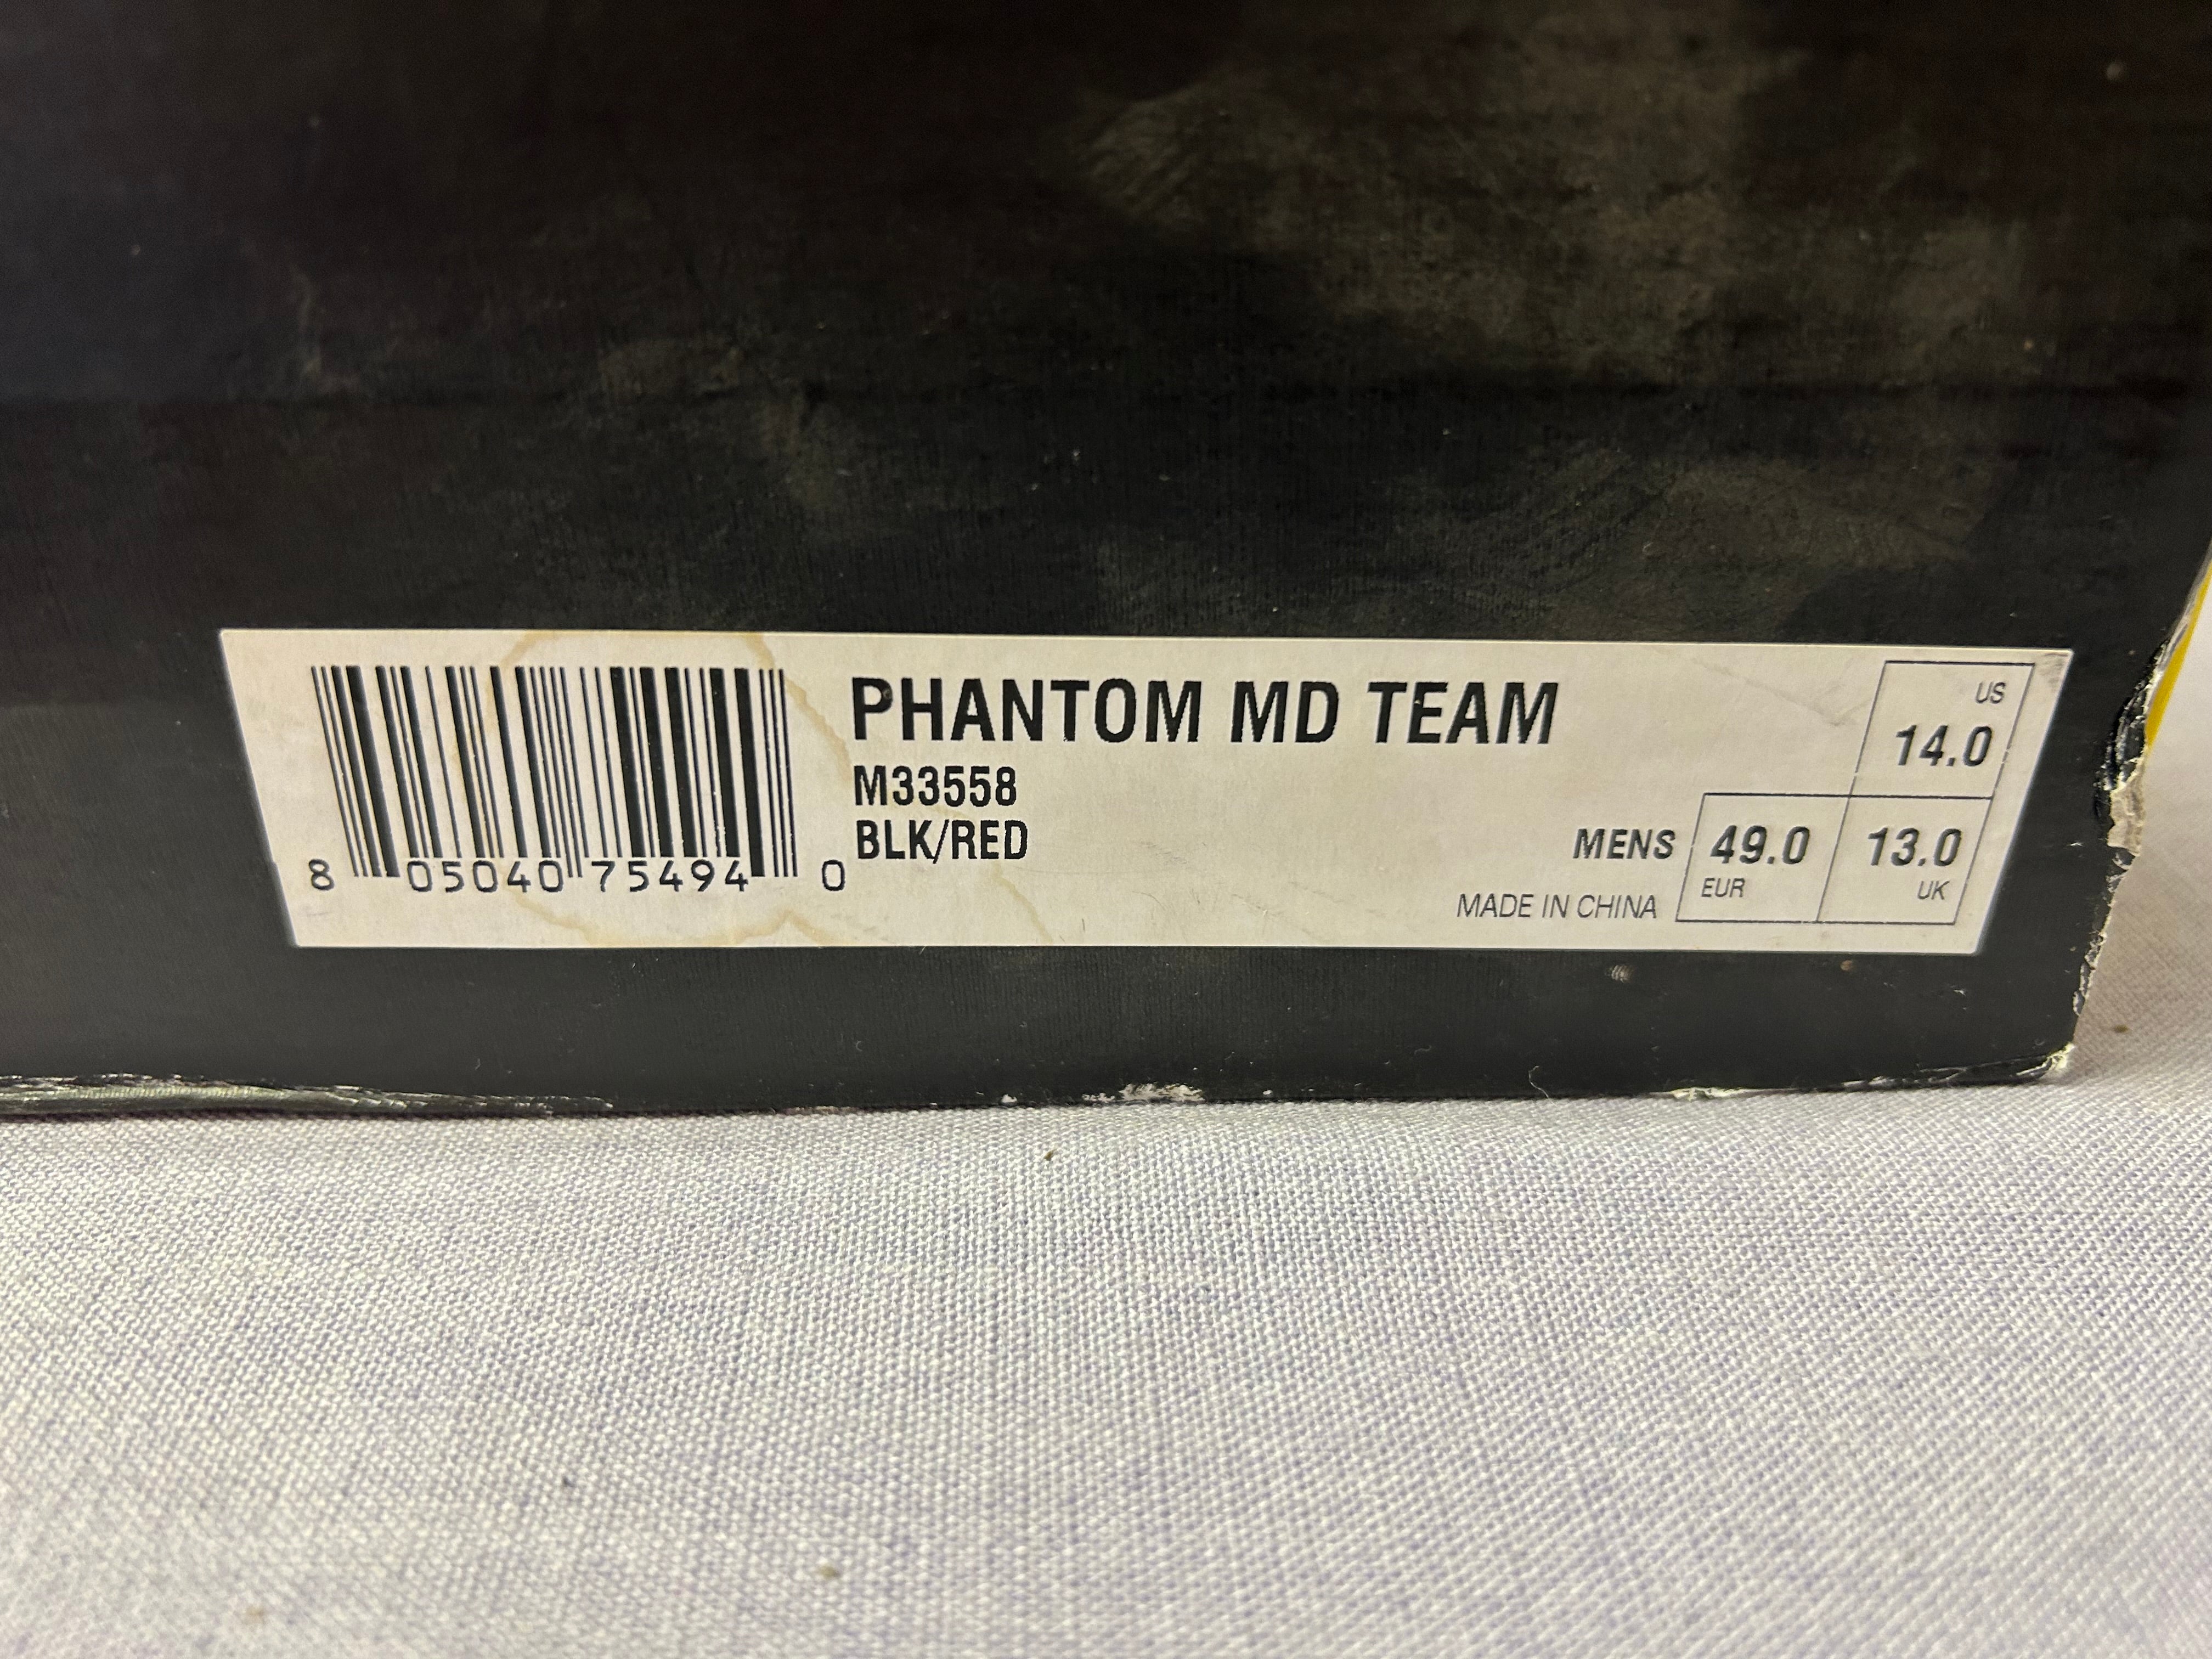 PHANTOM MD TEAM
M33558
BLK/RED
8 05040 75494 0
US
14.0
MENS 49.0 13.0
EUR UK
MADE IN CHINA